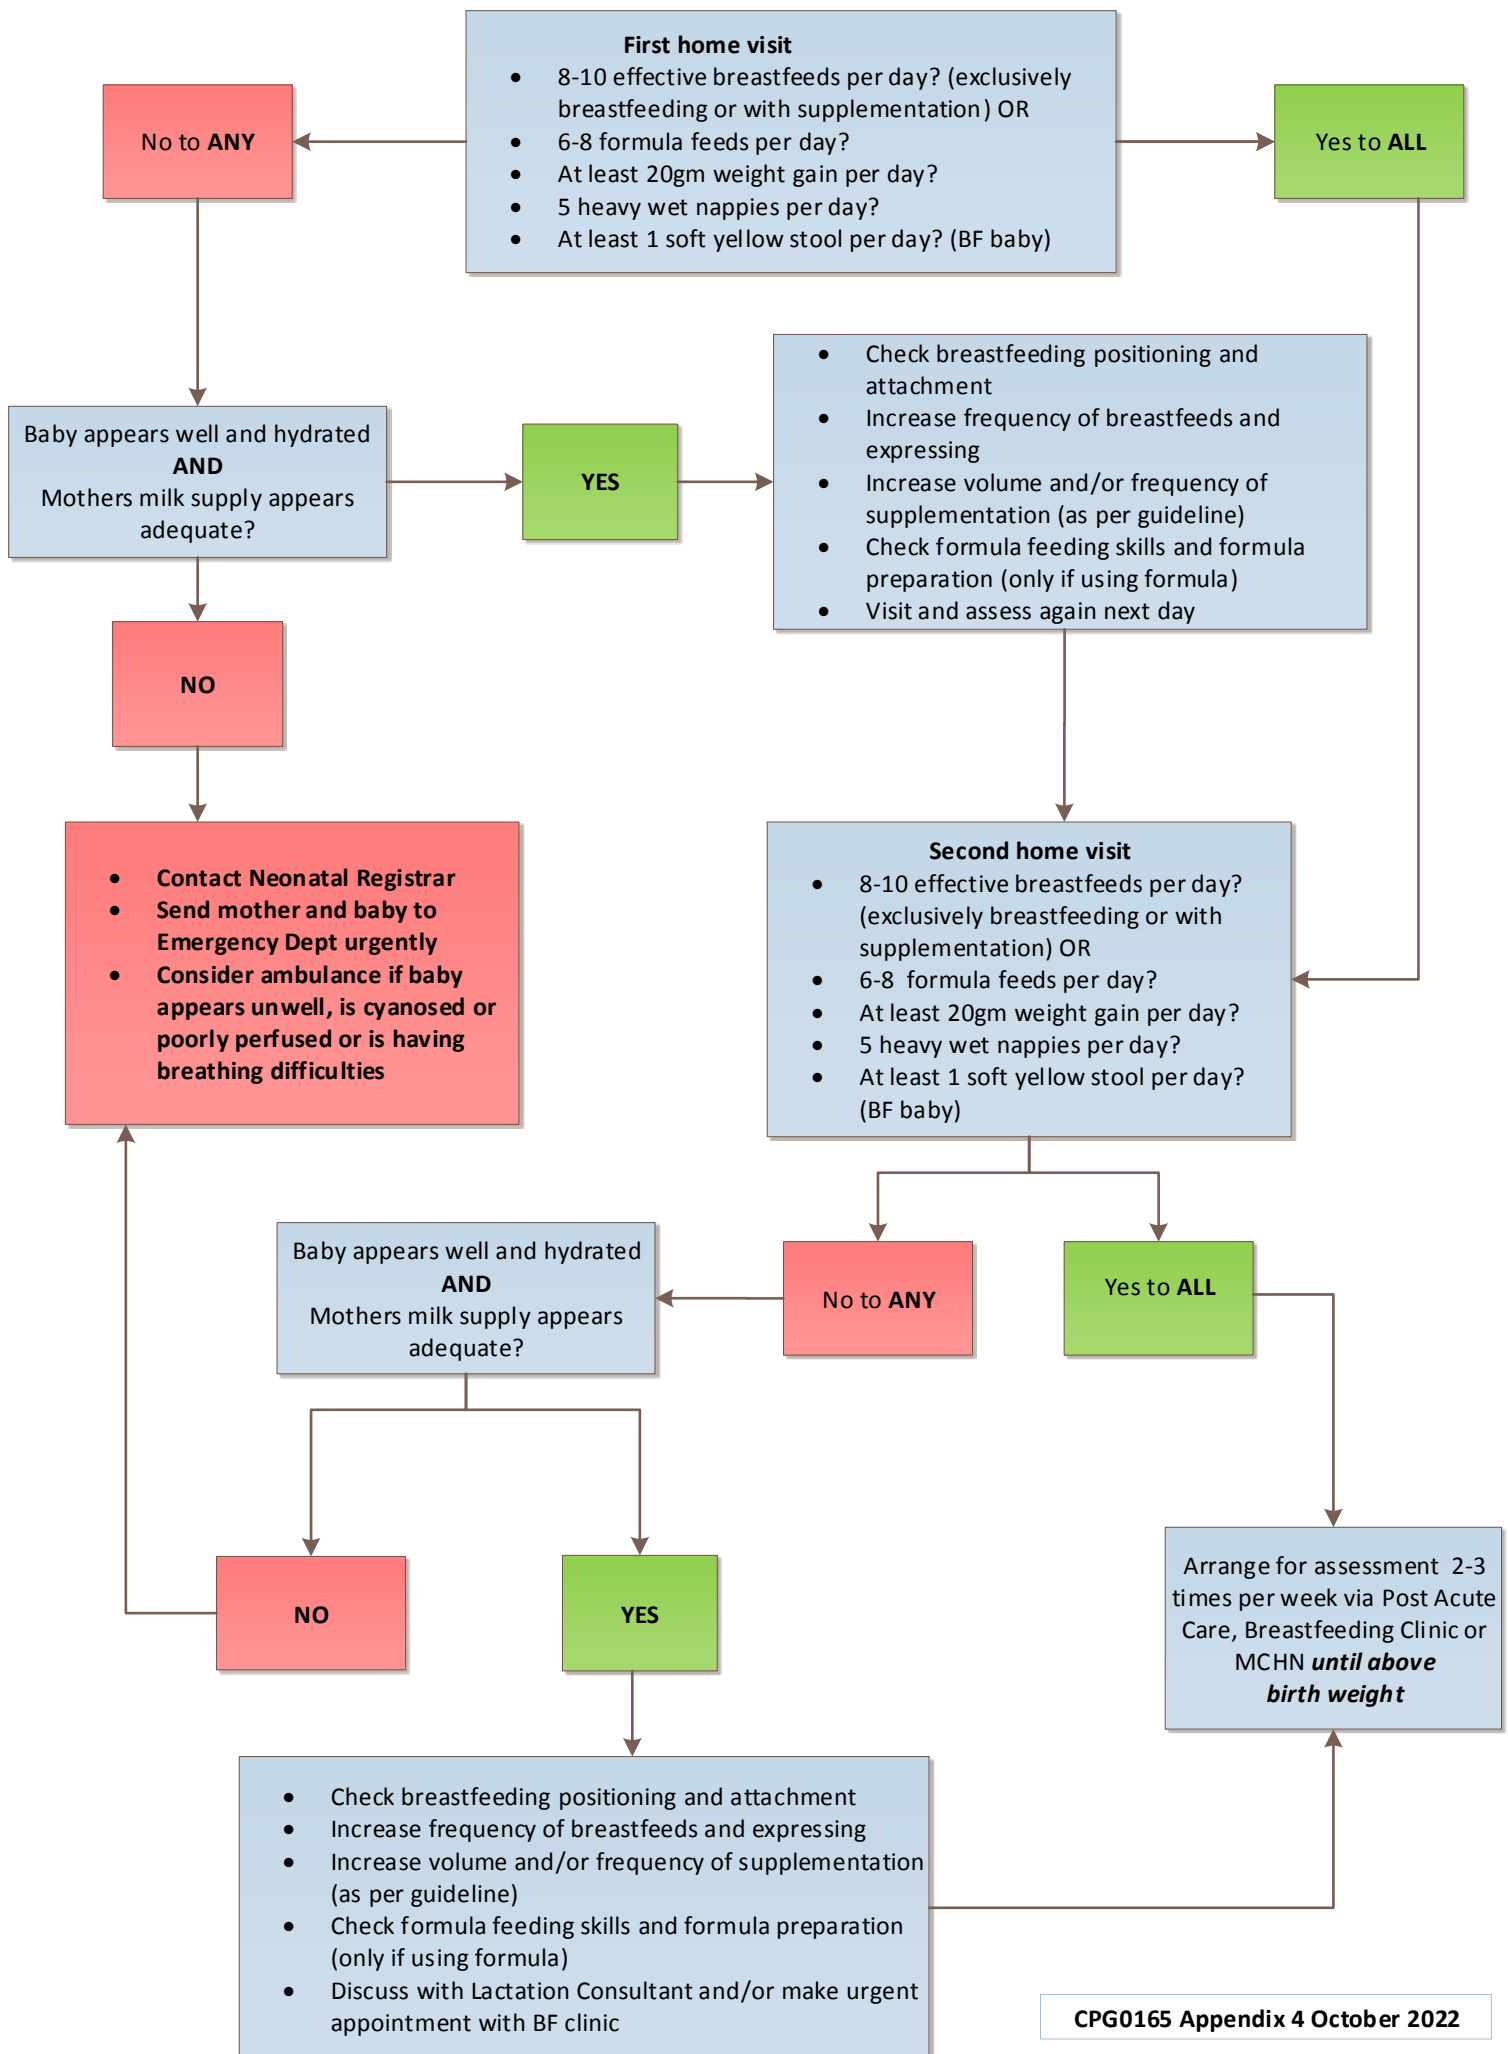 First home visit
• 8-10 effective breastfeeds per day? (exclusively
breastfeeding or with supplementation) OR
• 6-8 formula feeds per day?
• At least 20gm weight gain per day?
• 5 heavy wet nappies per day?
• At least 1 soft yellow stool per day? (BF baby)
No to ANY
Yes to ALL
Baby appears well and hydrated
AND
Mothers milk supply appears
adequate?
YES
• Check breastfeeding positioning and
attachment
• Increase frequency of breastfeeds and
expressing
• Increase volume and/or frequency of
supplementation (as per guideline)
• Check formula feeding skills and formula
preparation (only if using formula)
• Visit and assess again next day
NO
• Contact Neonatal Registrar
• Send mother and baby to
Emergency Dept urgently
• Consider ambulance if baby
appears unwell, is cyanosed or
poorly perfused or is having
breathing difficulties
Second home visit
• 8-10 effective breastfeeds per day?
(exclusively breastfeeding or with
supplementation) OR
• 6-8 formula feeds per day?
• At least 20gm weight gain per day?
• 5 heavy wet nappies per day?
• At least 1 soft yellow stool per day?
(BF baby)
Baby appears well and hydrated
AND
Mothers milk supply appears
adequate?
No to ANY
Yes to ALL
NO
YES
Arrange for assessment 2-3
times per week via Post Acute
Care, Breastfeeding Clinic or
MCHN until above
birth weight
• Check breastfeeding positioning and attachment
• Increase frequency of breastfeeds and expressing
• Increase volume and/or frequency of supplementation
(as per guideline)
• Check formula feeding skills and formula preparation
(only if using formula)
• Discuss with Lactation Consultant and/or make urgent
appointment with BF clinic
CPG0165 Appendix 4 October 2022